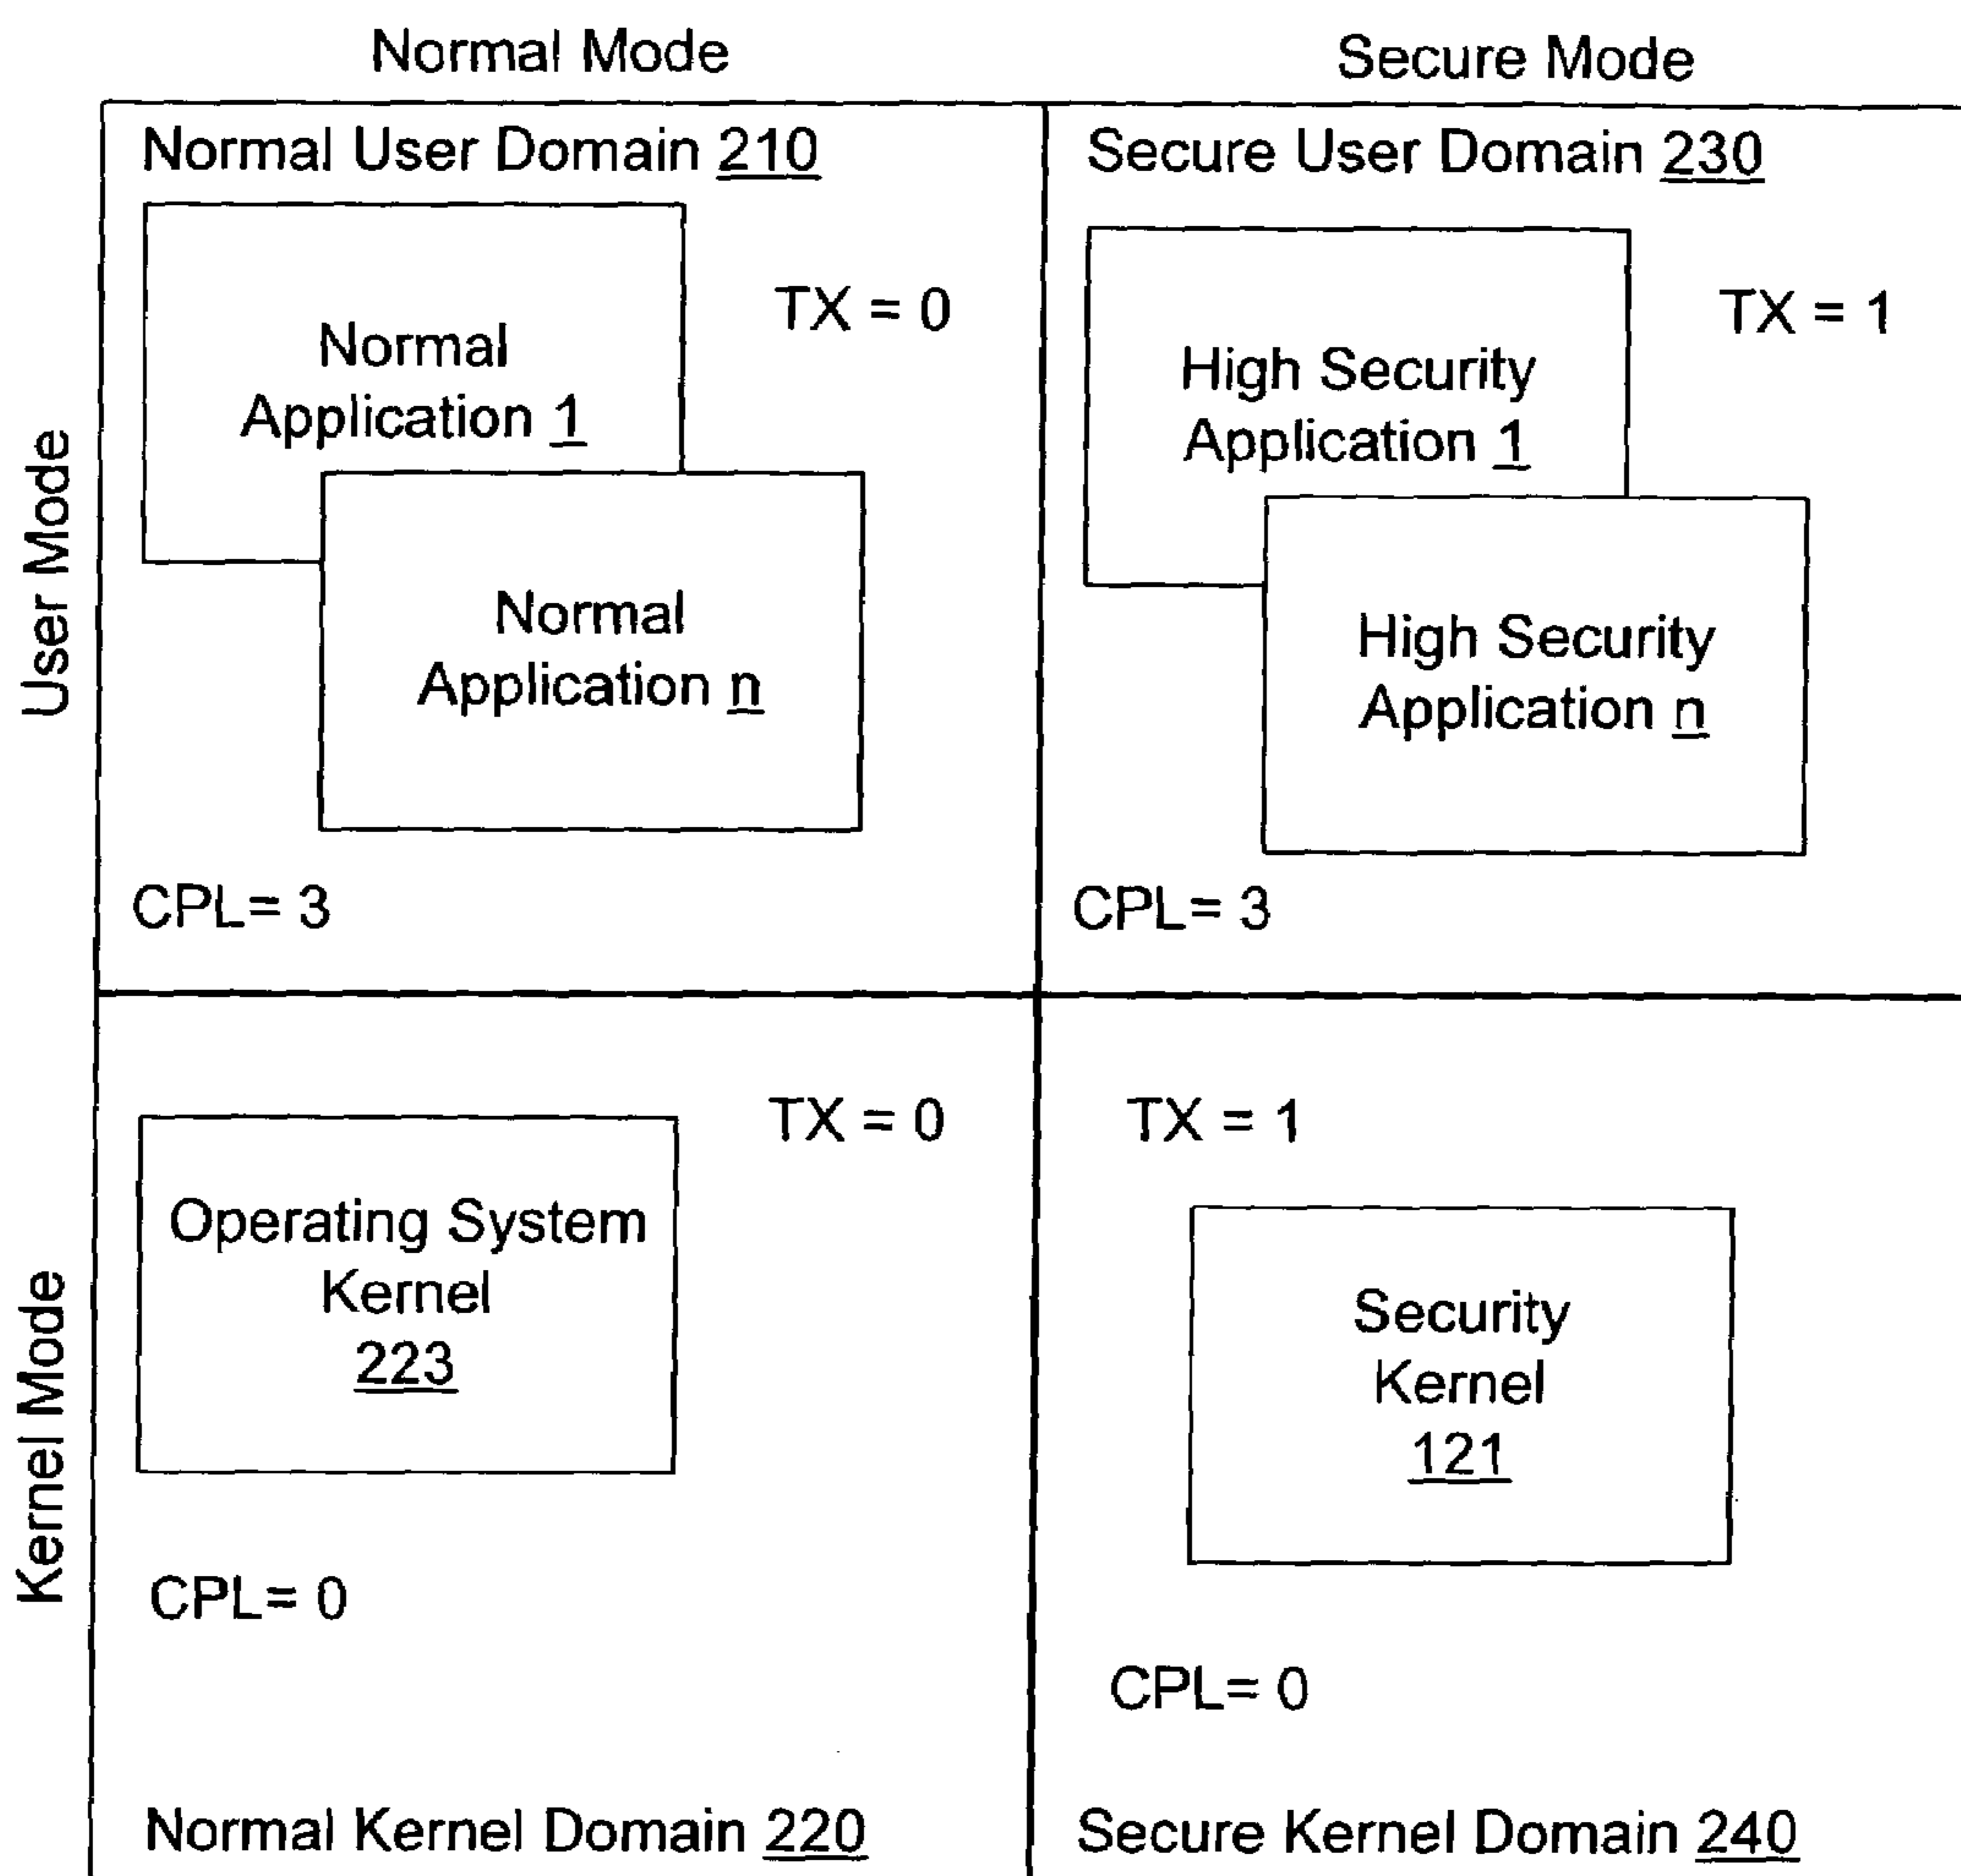 Normal Mode
Secure Mode
User Mode
Normal User Domain 210
TX = 0
Normal
Application 1
Normal
Application n
CPL= 3
Secure User Domain 230
TX = 1
High Security
Application 1
High Security
Application n
CPL= 3
Kernel Mode
TX = 0
Operating System
Kernel
223
CPL= 0
Normal Kernel Domain 220
TX = 1
Security
Kernel
121
CPL= 0
Secure Kernel Domain 240